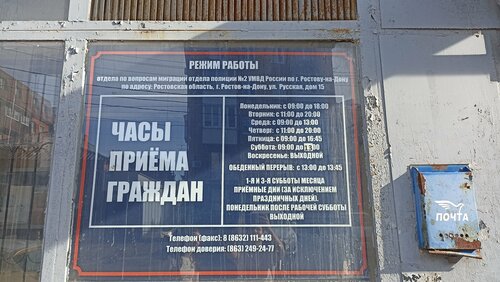 РЕЖИМ РАБОТЫ
отдела по вопросам миграций отдела полиции №2 УМВД России по г. Ростову-на-Дону
по адресу: Ростовская область, г. Ростов-на-Дону, ул. Русская, дом 15
ЧАСЫ
ПРИЁМА
ГРАЖДАН
Понедельник: с 09:00 до 18:00
Вторник: с 11:00 до 20:00
Среда: с 09:00 до 13:00
Четверг: с 11:00 до 20:00
Пятница: с 09:00 до 16:45
Суббота: 09:00 до 13:00
Воскресенье: ВЫХОДНОЙ
ОБЕДЕННЫЙ ПЕРЕРЫВ: с 13:00 до 13:45
1-Я И 3-Я СУББОТЫ МЕСЯЦА
ПРИЁМНЫЕ ДНИ (ЗА ИСКЛЮЧЕНИЕМ
ПРАЗДНИЧНЫХ ДНЕЙ).
ПОНЕДЕЛЬНИК ПОСЛЕ РАБОЧЕЙ СУББОТЫ
ВЫХОДНОЙ
Телефон (факс): 8 (8632) 111-443
Телефон доверия: (863) 249-24-77
ПОЧТА